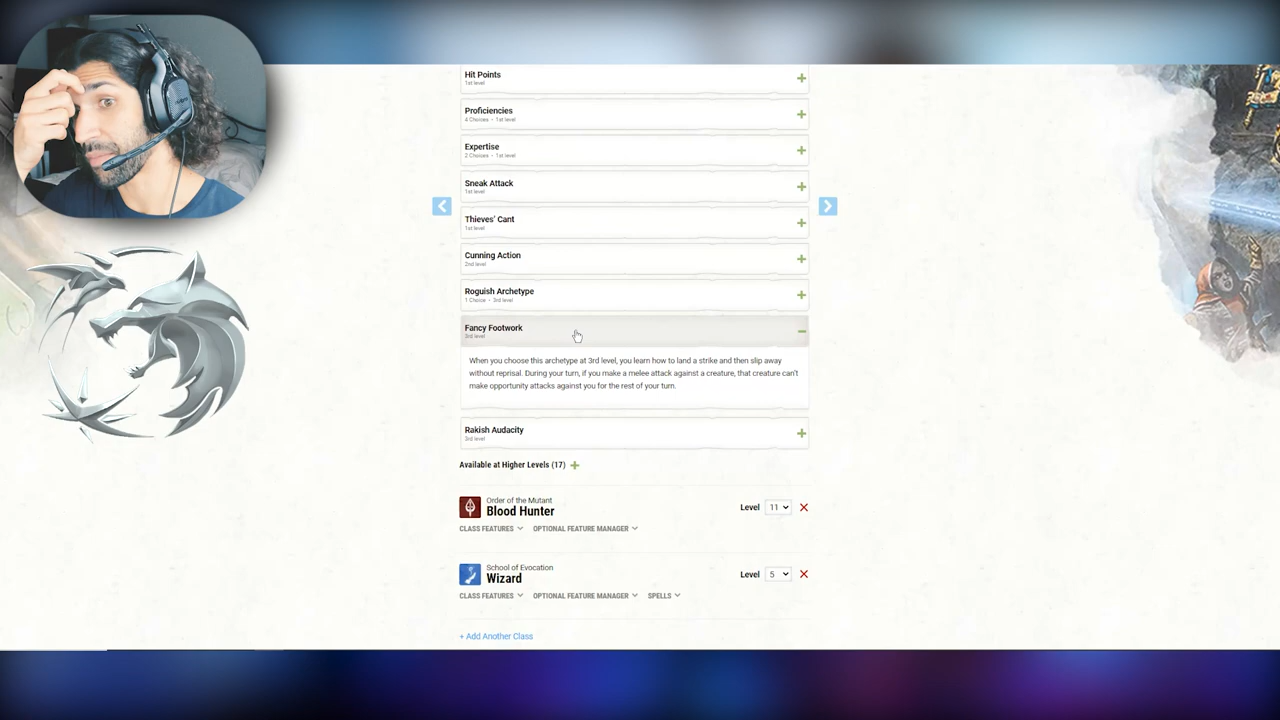 Hit Points
1st level
Proficiencies
4 Choices • 1st level
Expertise
2 Choices • 1st level
Sneak Attack
1st level
Thieves' Cant
1st level
Cunning Action
2nd level
Roguish Archetype
1 Choice • 3rd level
Fancy Footwork
3rd level
When you choose this archetype at 3rd level, you learn how to land a strike and then slip away
without reprisal. During your turn, if you make a melee attack against a creature, that creature can't
make opportunity attacks against you for the rest of your turn.
Rakish Audacity
3rd level
Available at Higher Levels (17)
Order of the Mutant
Blood Hunter
Level 11
CLASS FEATURES OPTIONAL FEATURE MANAGER
School of Evocation
Wizard
Level 5
CLASS FEATURES OPTIONAL FEATURE MANAGER SPELLS
+ Add Another Class